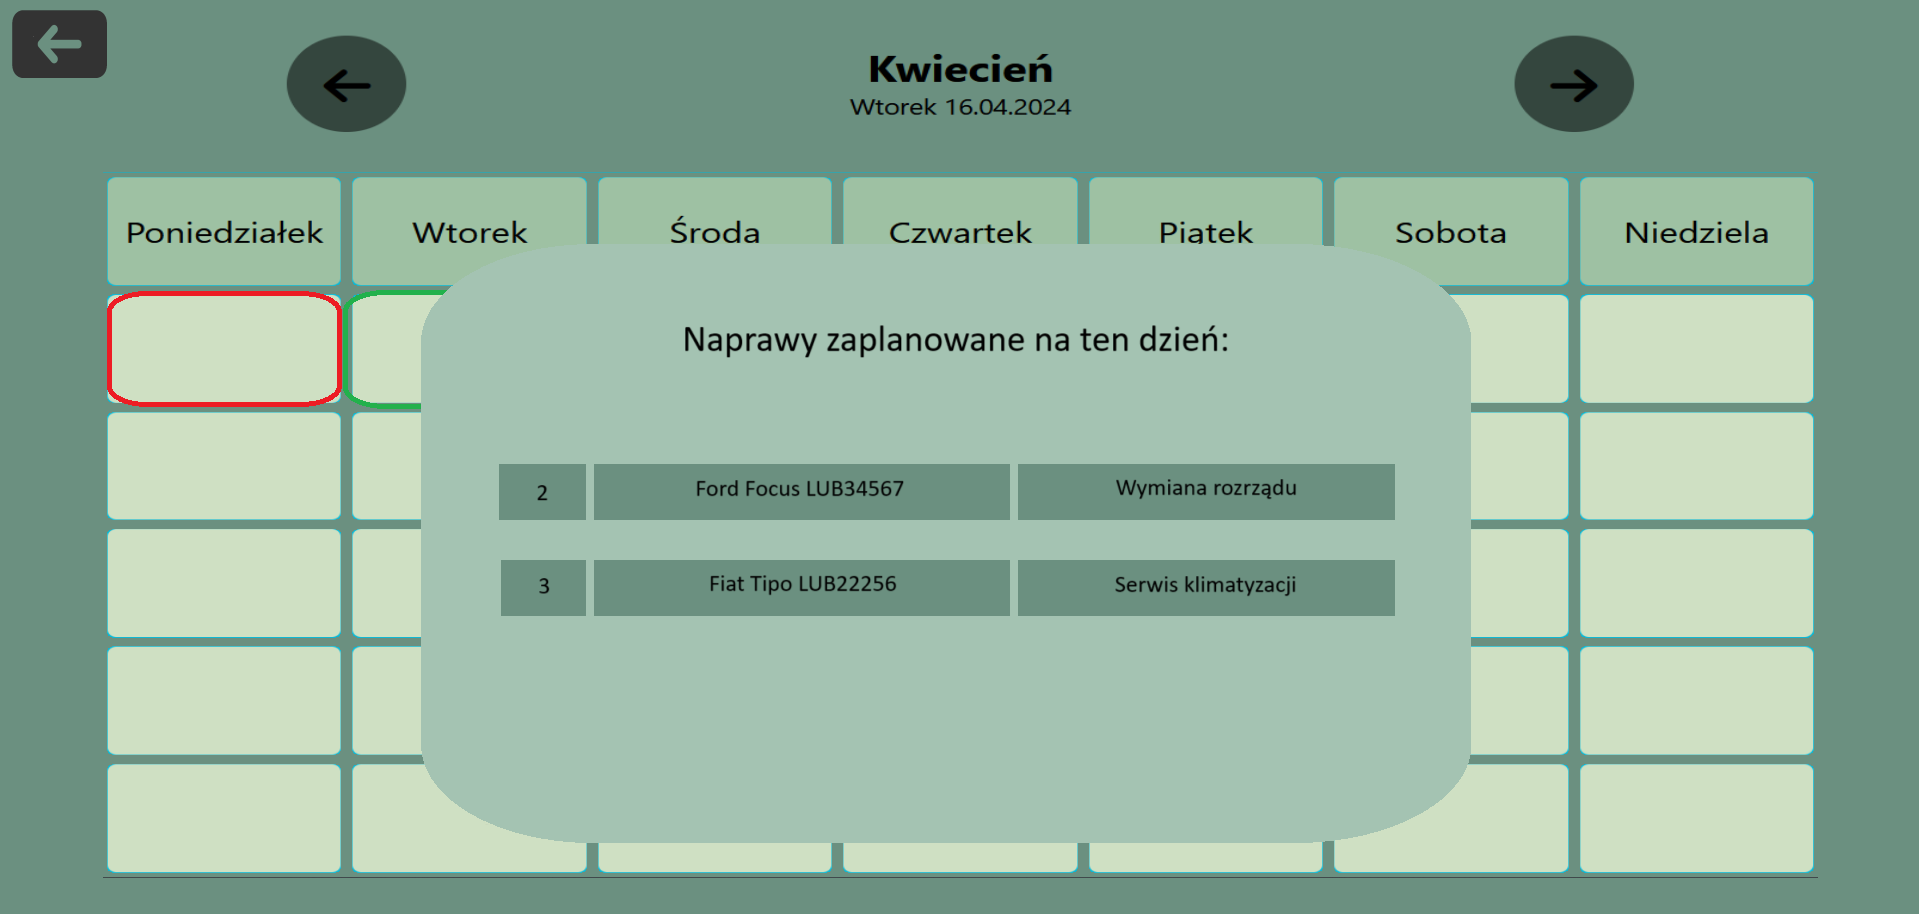 Kwiecień
Wtorek 16.04.2024
Poniedziałek Wtorek Środa Czwartek Piątek Sobota Niedziela
Naprawy zaplanowane na ten dzień:
2 Ford Focus LUB34567 Wymiana rozrządu
3 Fiat Tipo LUB22256 Serwis klimatyzacji